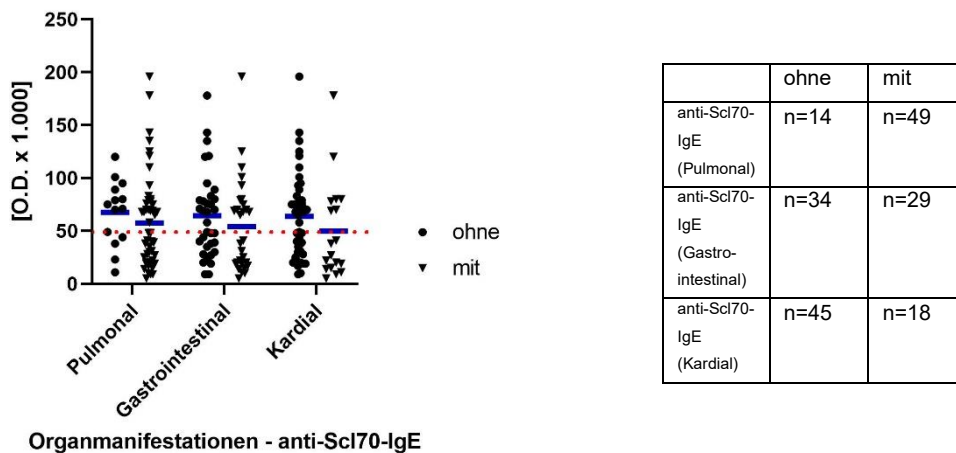 250
200
150
100
50
0
[O.D. x 1.000]
Pulmonal
Gastrointestinal
Kardial
Organmanifestationen - anti-Scl70-IgE
ohne
mit
ohne mit
anti-Scl70-
IgE
(Pulmonal)
n=14 n=49
anti-Scl70-
IgE
(Gastro-
intestinal)
n=34 n=29
anti-Scl70-
IgE
(Kardial)
n=45 n=18